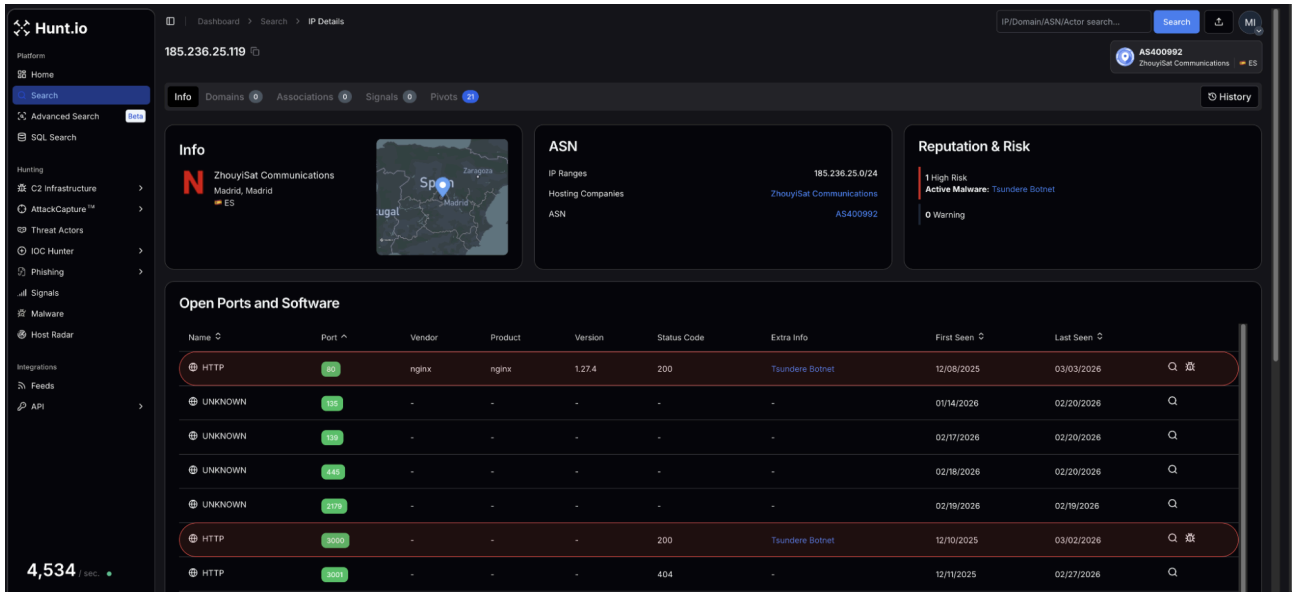 Hunt.io
Platform
Home
Search
Advanced Search Beta
SQL Search
Hunting
C2 Infrastructure
AttackCapture™
Threat Actors
IOC Hunter
Phishing
Signals
Malware
Host Radar
Integrations
Feeds
API
4,534 / sec.
Dashboard > Search > IP Details
IP/Domain/ASN/Actor search... Search MI
185.236.25.119
AS400992
ZhouyiSat Communications ES
Info Domains 0 Associations 0 Signals 0 Pivots 21 History
Info
N ZhouyiSat Communications
Madrid, Madrid
ES
Zaragoza
Spain
Madrid
tugal
ASN
IP Ranges 185.236.25.0/24
Hosting Companies ZhouyiSat Communications
ASN AS400992
Reputation & Risk
1 High Risk
Active Malware: Tsundere Botnet
0 Warning
Open Ports and Software
Name Port Vendor Product Version Status Code Extra Info First Seen Last Seen
HTTP 80 nginx nginx 1.27.4 200 Tsundere Botnet 12/08/2025 03/03/2026
UNKNOWN 135 - - - - - 01/14/2026 02/20/2026
UNKNOWN 139 - - - - - 02/17/2026 02/20/2026
UNKNOWN 445 - - - - - 02/18/2026 02/20/2026
UNKNOWN 2179 - - - - - 02/19/2026 02/19/2026
HTTP 3000 - - - 200 Tsundere Botnet 12/10/2025 03/02/2026
HTTP 3001 - - - 404 - 12/11/2025 02/27/2026